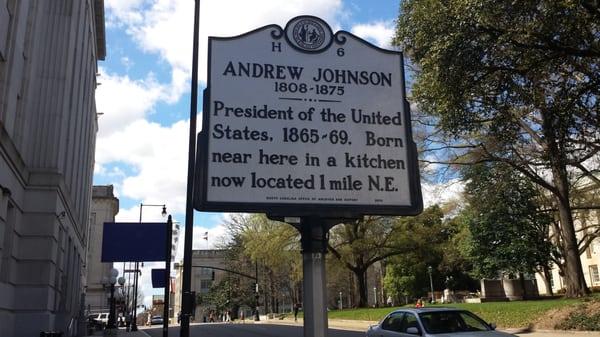 H 6
ANDREW JOHNSON
1808-1875
President of the United
States, 1865-69. Born
near here in a kitchen
now located 1 mile N.E.